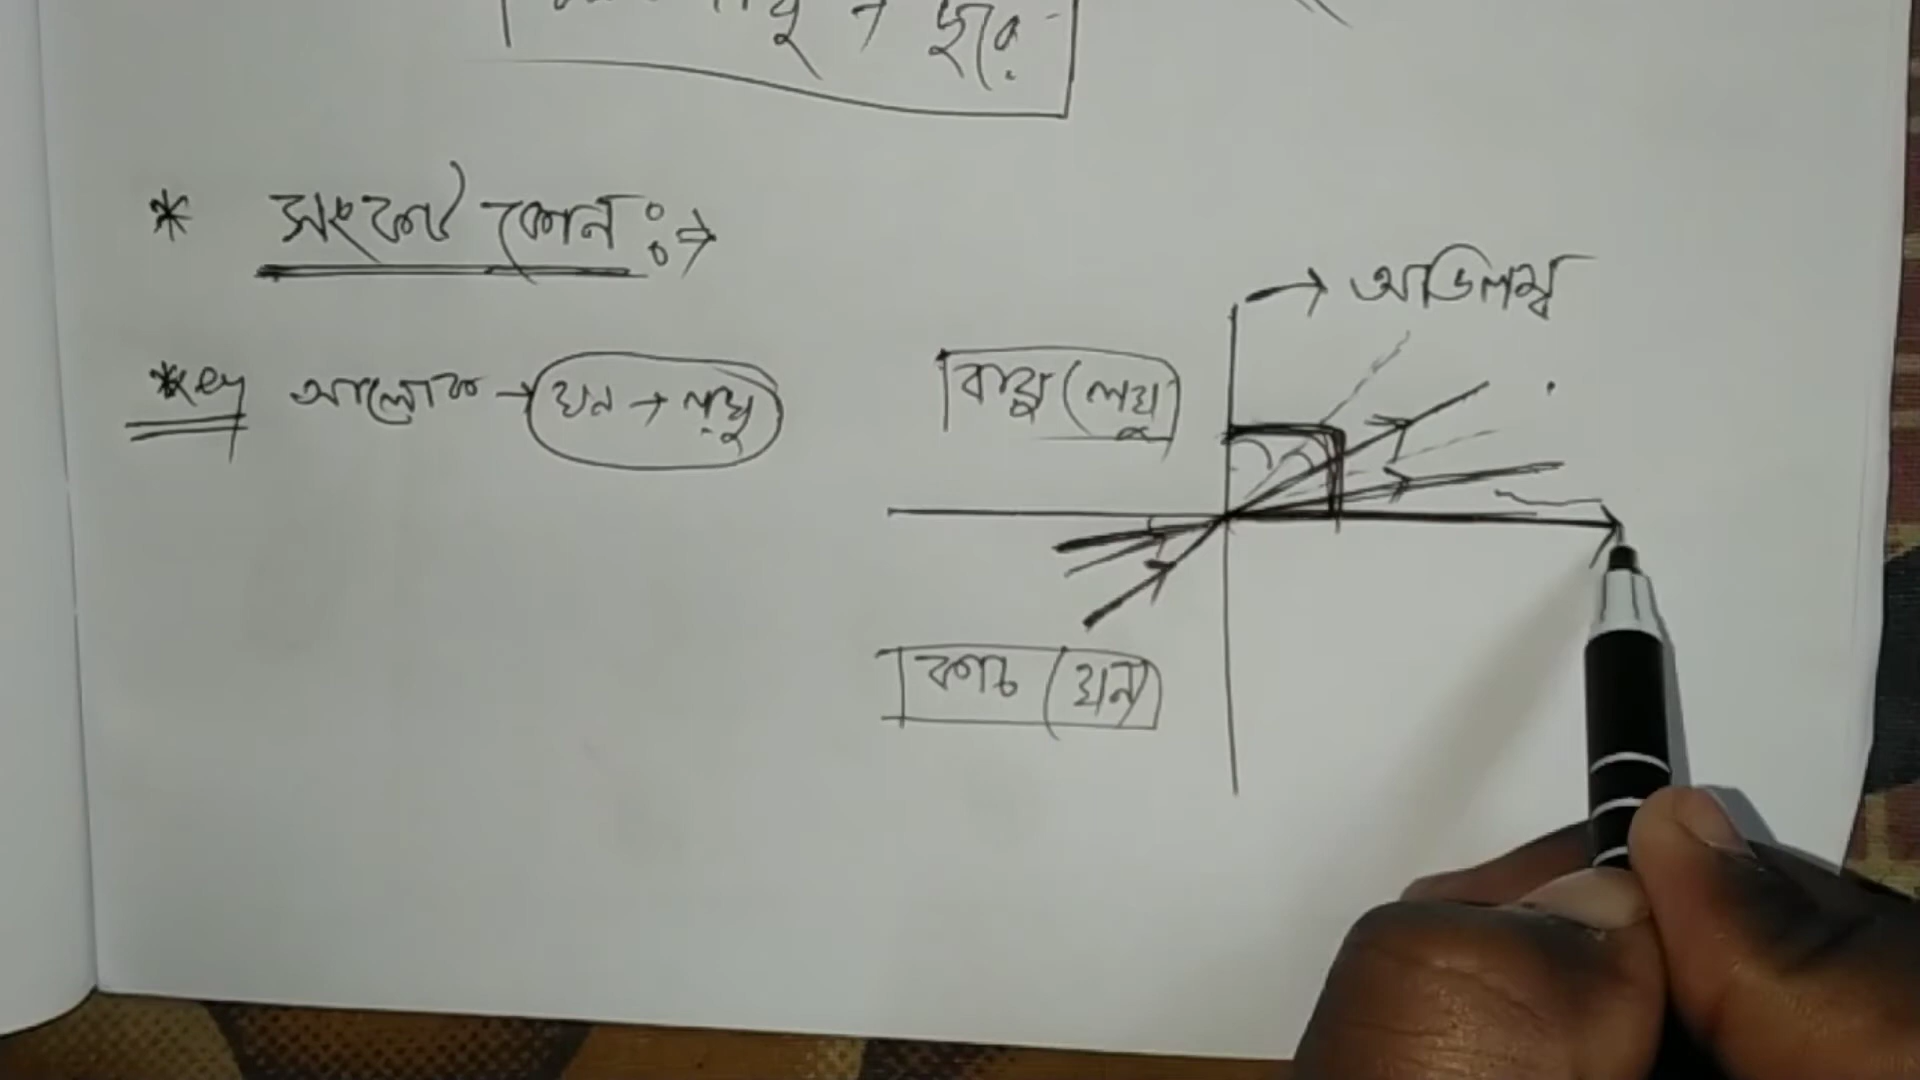 দূরে
* সংকট কোন :⇒
অভিলম্ব
*Key আলোক → ঘন → লঘু
বায়ু (লঘু)
কাচ (ঘন)